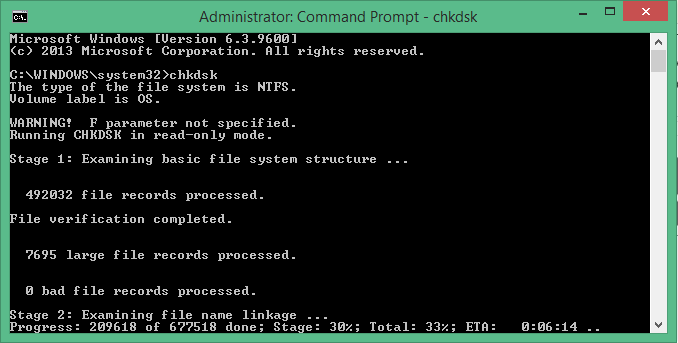 Administrator: Command Prompt - chkdsk
Microsoft Windows [Version 6.3.9600]
(c) 2013 Microsoft Corporation. All rights reserved.
C:\WINDOWS\system32>chkdsk
The type of the file system is NTFS.
Volume label is OS.
WARNING!  F parameter not specified.
Running CHKDSK in read-only mode.
Stage 1: Examining basic file system structure ...
492032 file records processed.
File verification completed.
7695 large file records processed.
0 bad file records processed.
Stage 2: Examining file name linkage ...
Progress: 209618 of 677518 done; Stage: 30%; Total: 33%; ETA:   0:06:14 ..